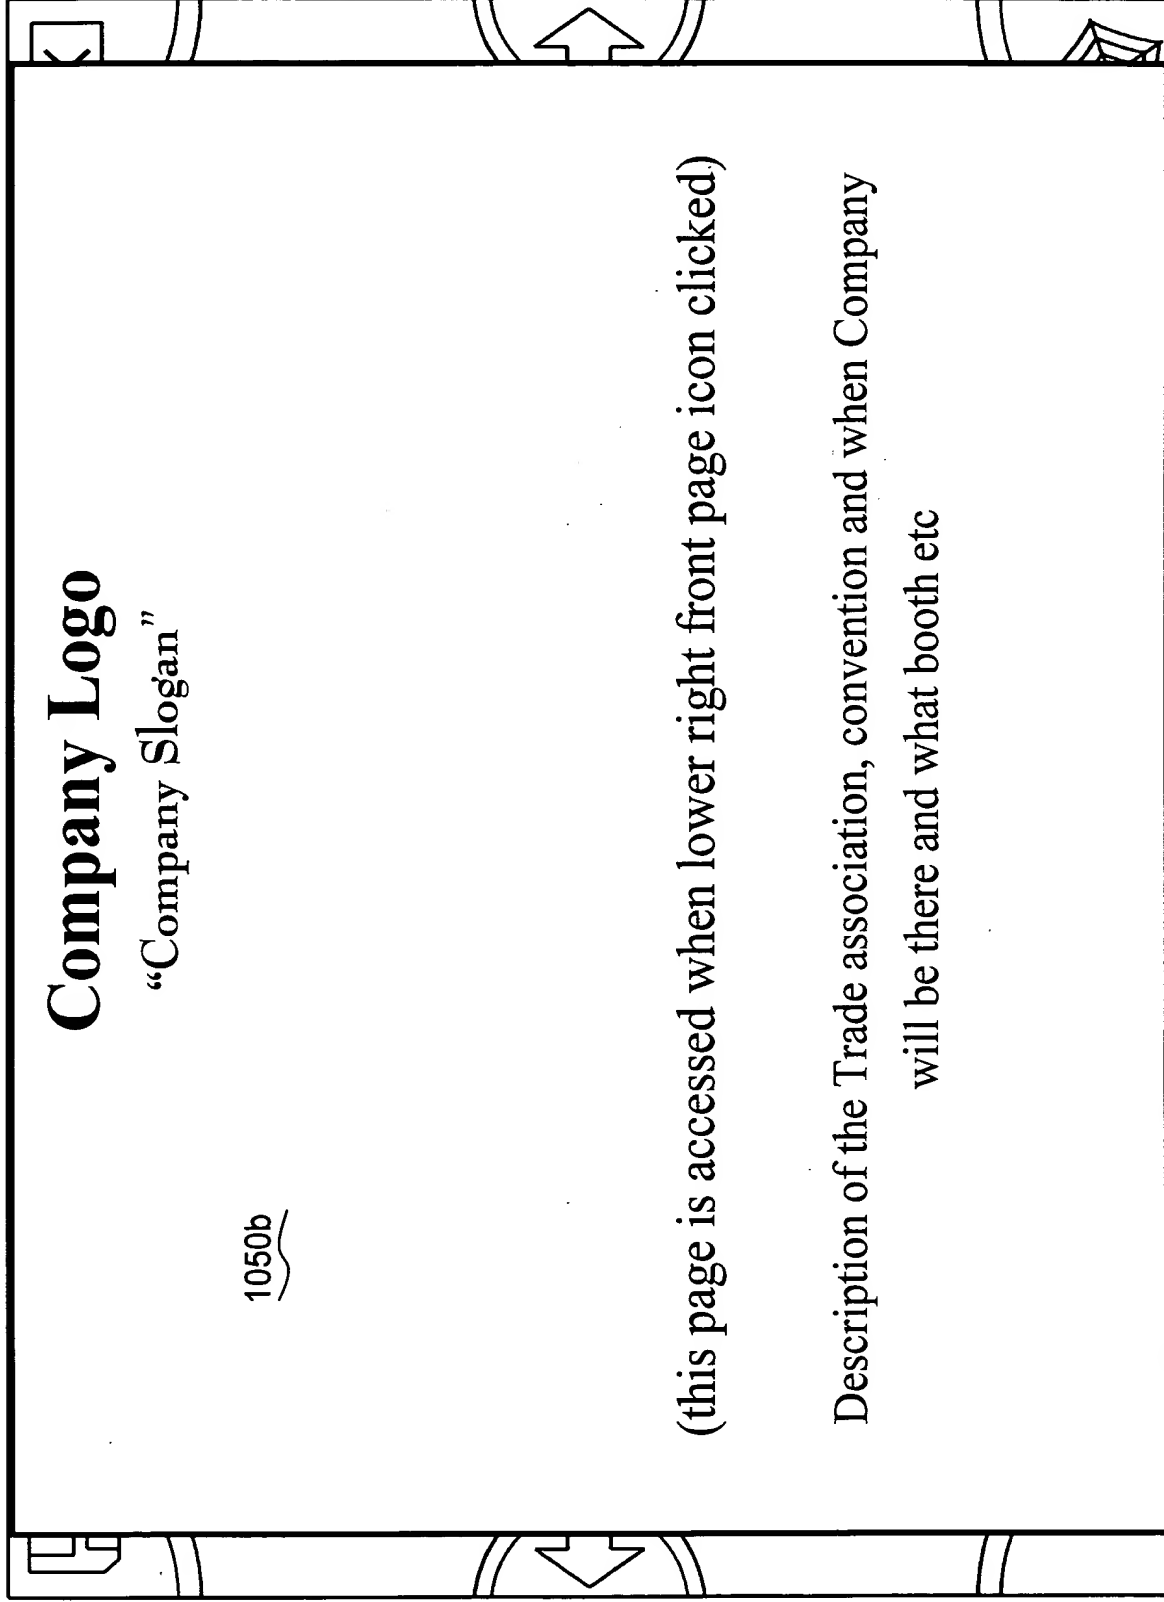 Company Logo
“Company Slogan”
1050b
(this page is accessed when lower right front page icon clicked)
Description of the Trade association, convention and when Company
will be there and what booth etc